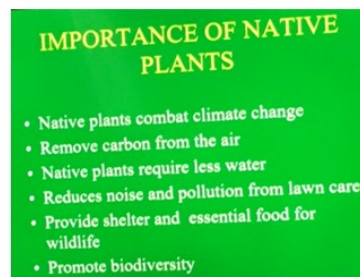 IMPORTANCE OF NATIVE
PLANTS
• Native plants combat climate change
• Remove carbon from the air
• Native plants require less water
• Reduces noise and pollution from lawn care
• Provide shelter and essential food for
wildlife
• Promote biodiversity